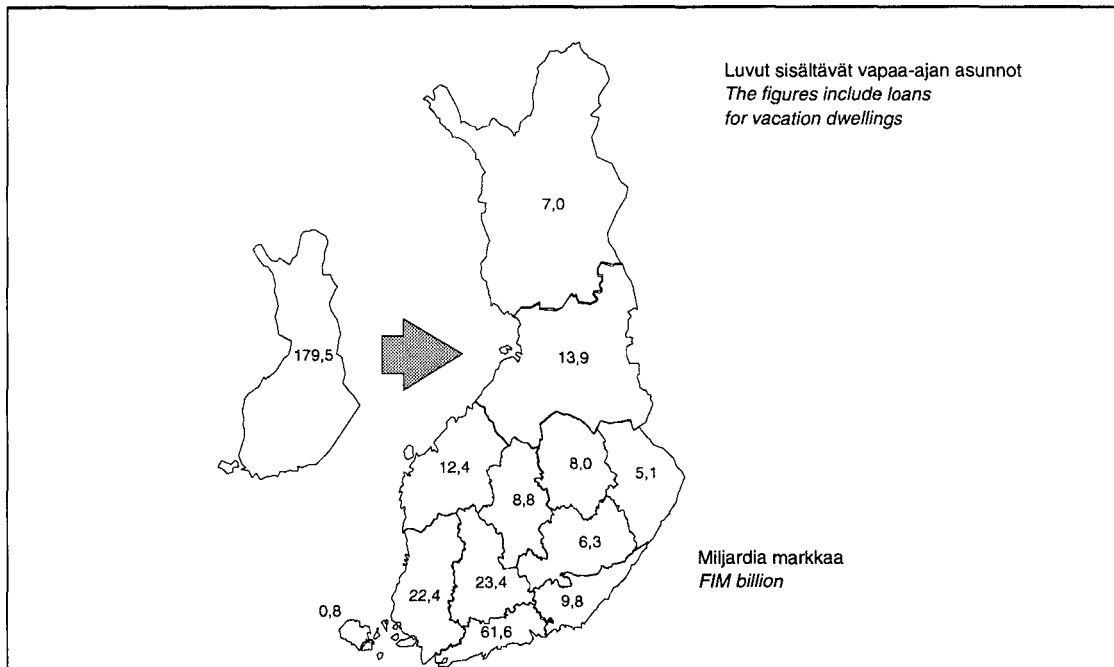 Luvut sisältävät vapaa-ajan asunnot
The figures include loans
for vacation dwellings
7,0
179,5
13,9
12,4
8,0
5,1
8,8
6,3
Miljardia markkaa
FIM billion
22,4
23,4
9,8
0,8
61,6